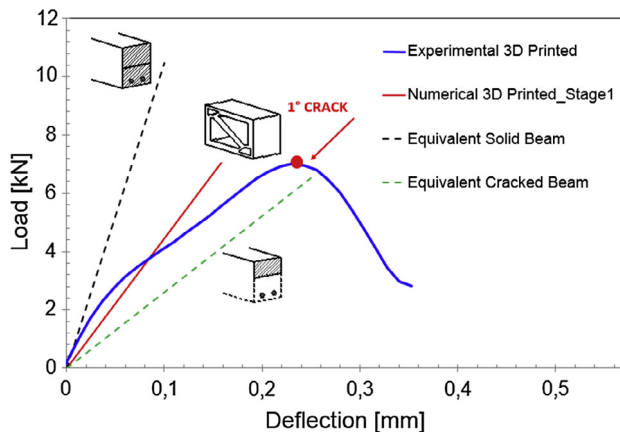 12
10
8
6
4
2
0
Load [kN]
0
0,1
0,2
0,3
0,4
0,5
Deflection [mm]
1° CRACK
Experimental 3D Printed
Numerical 3D Printed_Stage1
Equivalent Solid Beam
Equivalent Cracked Beam